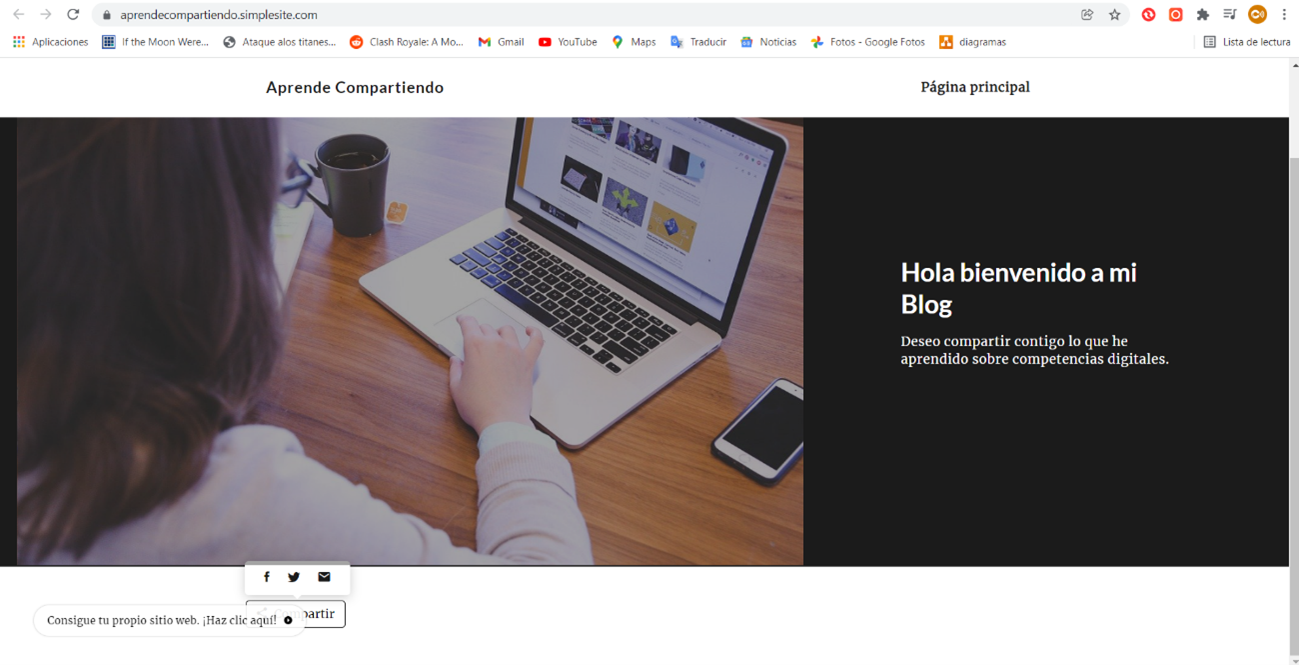 aprendecompartiendo.simplesite.com
Aplicaciones If the Moon Were... Ataque alos titanes... Clash Royale: A Mo... Gmail YouTube Maps Traducir Noticias Fotos - Google Fotos diagramas Lista de lectura
Aprende Compartiendo Página principal
Hola bienvenido a mi
Blog
Deseo compartir contigo lo que he
aprendido sobre competencias digitales.
Compartir
Consigue tu propio sitio web. ¡Haz clic aquí!